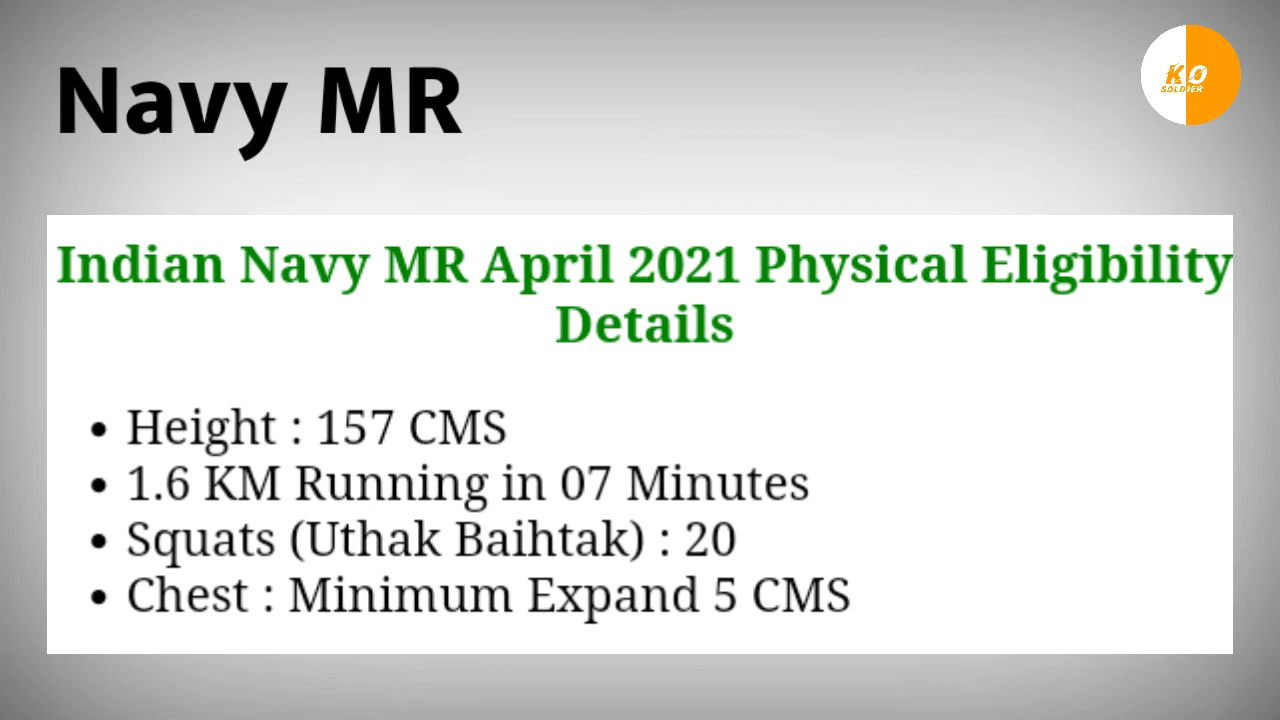 Navy MR
KO
SOLDIER
Indian Navy MR April 2021 Physical Eligibility
Details
• Height : 157 CMS
• 1.6 KM Running in 07 Minutes
• Squats (Uthak Baihtak) : 20
• Chest : Minimum Expand 5 CMS